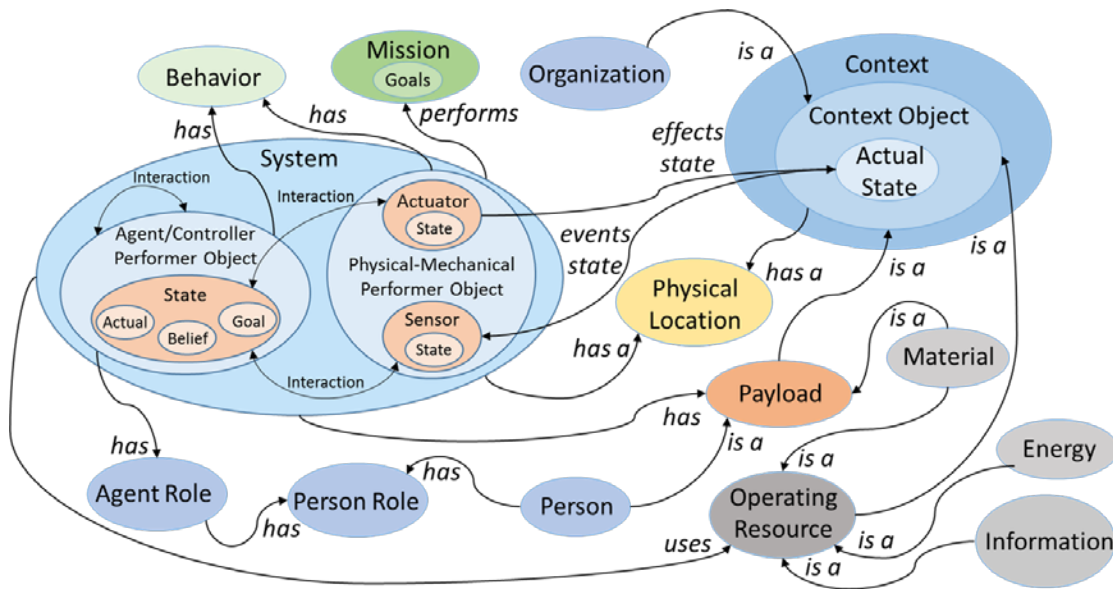 Mission
Goals
Behavior
Organization
is a
Context
Context Object
Actual
State
has
has
performs
effects
state
System
Interaction
Interaction
Actuator
State
Agent/Controller
Performer Object
Physical-Mechanical
Performer Object
events
state
is a
is a
has a
State
Actual
Belief
Goal
Sensor
State
Physical
Location
has a
is a
Material
Interaction
Payload
has
is a
has
has
is a
Energy
Agent Role
Person Role
Person
Operating
Resource
has
uses
is a
is a
Information